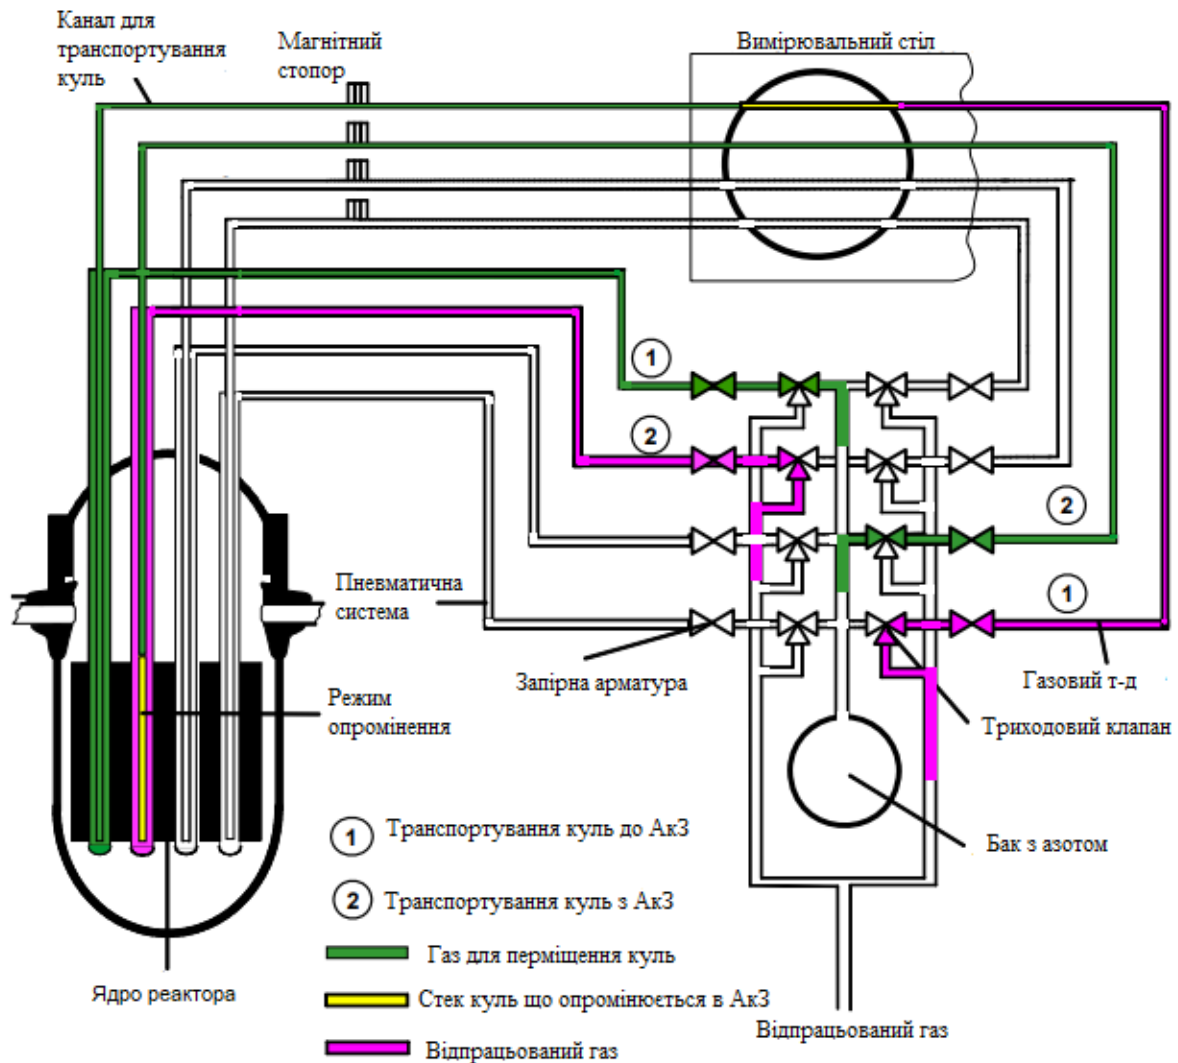 Канал для
транспортування
куль
Магнітний
стопор
Вимірювальний стіл
1
2
2
1
Пневматична
система
Запірна арматура
Газовий т-д
Режим
опромінення
Триходовий клапан
1 Транспортування куль до АкЗ
Бак з азотом
2 Транспортування куль з АкЗ
Газ для перміщення куль
Ядро реактора
Стек куль що опромінюється в АкЗ
Відпрацьований газ
Відпрацьований газ